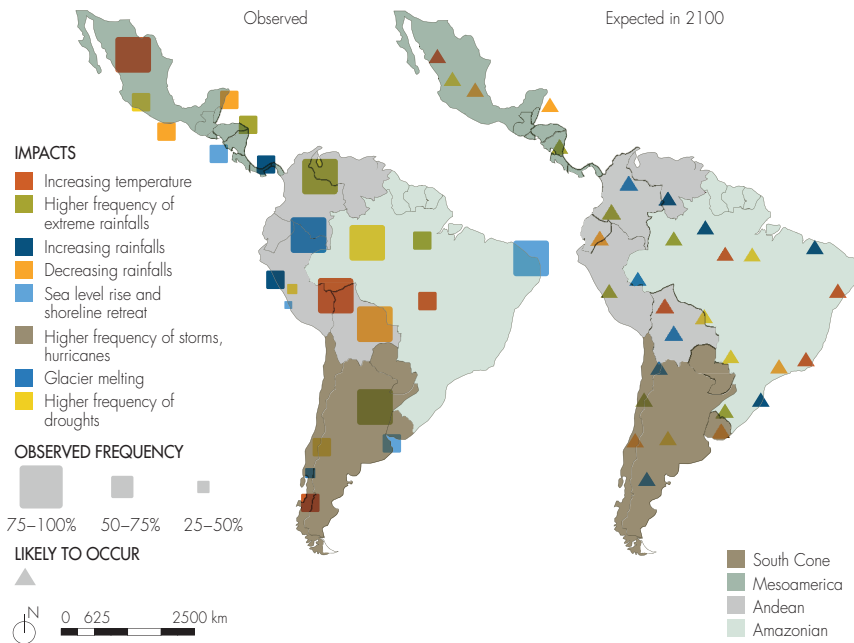 Observed
Expected in 2100
IMPACTS
Increasing temperature
Higher frequency of
extreme rainfalls
Increasing rainfalls
Decreasing rainfalls
Sea level rise and
shoreline retreat
Higher frequency of storms,
hurricanes
Glacier melting
Higher frequency of
droughts
OBSERVED FREQUENCY
75–100% 50–75% 25–50%
LIKELY TO OCCUR
N
0 625 2500 km
South Cone
Mesoamerica
Andean
Amazonian